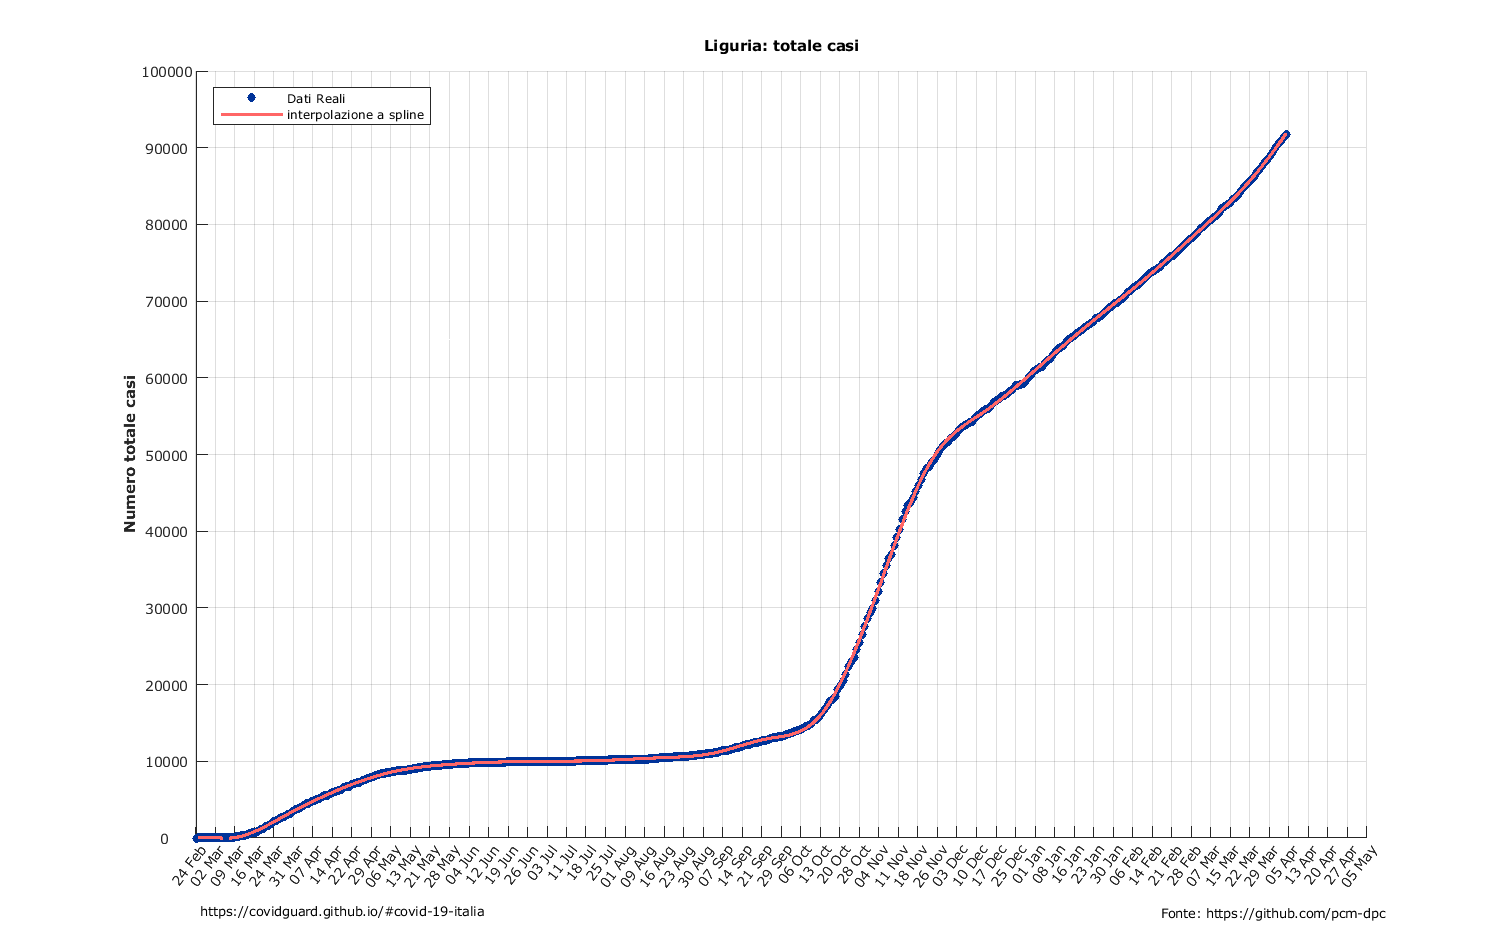 Liguria: totale casi
Dati Reali
interpolazione a spline
Numero totale casi
100000
90000
80000
70000
60000
50000
40000
30000
20000
10000
0
24 Feb
02 Mar
09 Mar
16 Mar
24 Mar
31 Mar
07 Apr
14 Apr
22 Apr
29 Apr
06 May
13 May
21 May
28 May
04 Jun
12 Jun
19 Jun
26 Jun
03 Jul
11 Jul
18 Jul
25 Jul
01 Aug
09 Aug
16 Aug
23 Aug
30 Aug
07 Sep
14 Sep
21 Sep
29 Sep
06 Oct
13 Oct
20 Oct
28 Oct
04 Nov
11 Nov
18 Nov
26 Nov
03 Dec
10 Dec
17 Dec
25 Dec
01 Jan
08 Jan
16 Jan
23 Jan
30 Jan
06 Feb
14 Feb
21 Feb
28 Feb
07 Mar
15 Mar
22 Mar
29 Mar
05 Apr
13 Apr
20 Apr
27 Apr
05 May
https://covidguard.github.io/#covid-19-italia
Fonte: https://github.com/pcm-dpc